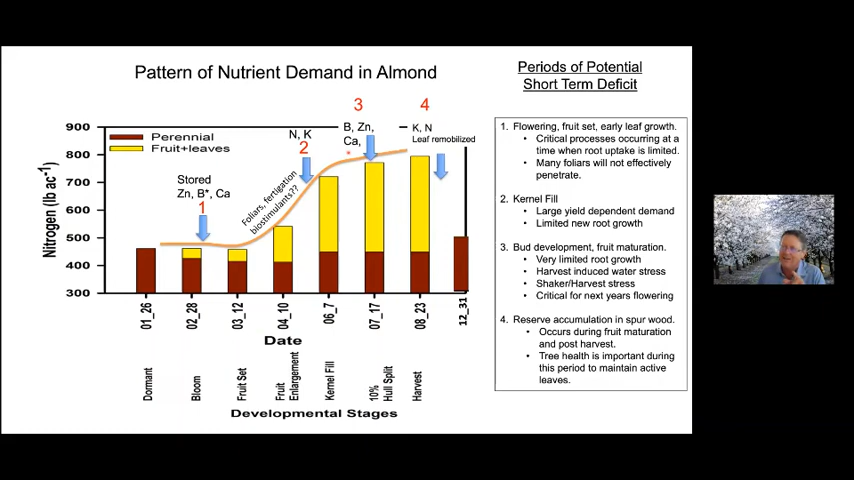 Pattern of Nutrient Demand in Almond
3
4
900
800
700
600
500
400
300
Nitrogen (lb ac⁻¹)
Perennial
Fruit+leaves
Stored
Zn, B*, Ca
1
N, K
2
Foliars, fertigation
biostimulants??
B, Zn,
Ca,
*
K, N
Leaf remobilized
01_26
02_28
03_12
04_10
06_7
07_17
08_23
12_31
Date
Dormant
Bloom
Fruit Set
Fruit
Enlargement
Kernel Fill
10%
Hull Split
Harvest
Developmental Stages
Periods of Potential
Short Term Deficit
1. Flowering, fruit set, early leaf growth.
• Critical processes occurring at a
time when root uptake is limited.
• Many foliars will not effectively
penetrate.
2. Kernel Fill
• Large yield dependent demand
• Limited new root growth
3. Bud development, fruit maturation.
• Very limited root growth
• Harvest induced water stress
• Shaker/Harvest stress
• Critical for next years flowering
4. Reserve accumulation in spur wood.
• Occurs during fruit maturation
and post harvest.
• Tree health is important during
this period to maintain active
leaves.